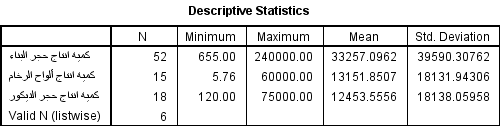 Descriptive Statistics
N Minimum Maximum Mean Std. Deviation
كمية انتاج حجر البناء 52 655.00 240000.00 33257.0962 39590.30762
كمية انتاج ألواح الرخام 15 5.76 60000.00 13151.8507 18131.94306
كمية انتاج حجر الديكور 18 120.00 75000.00 12453.5556 18138.05958
Valid N (listwise) 6